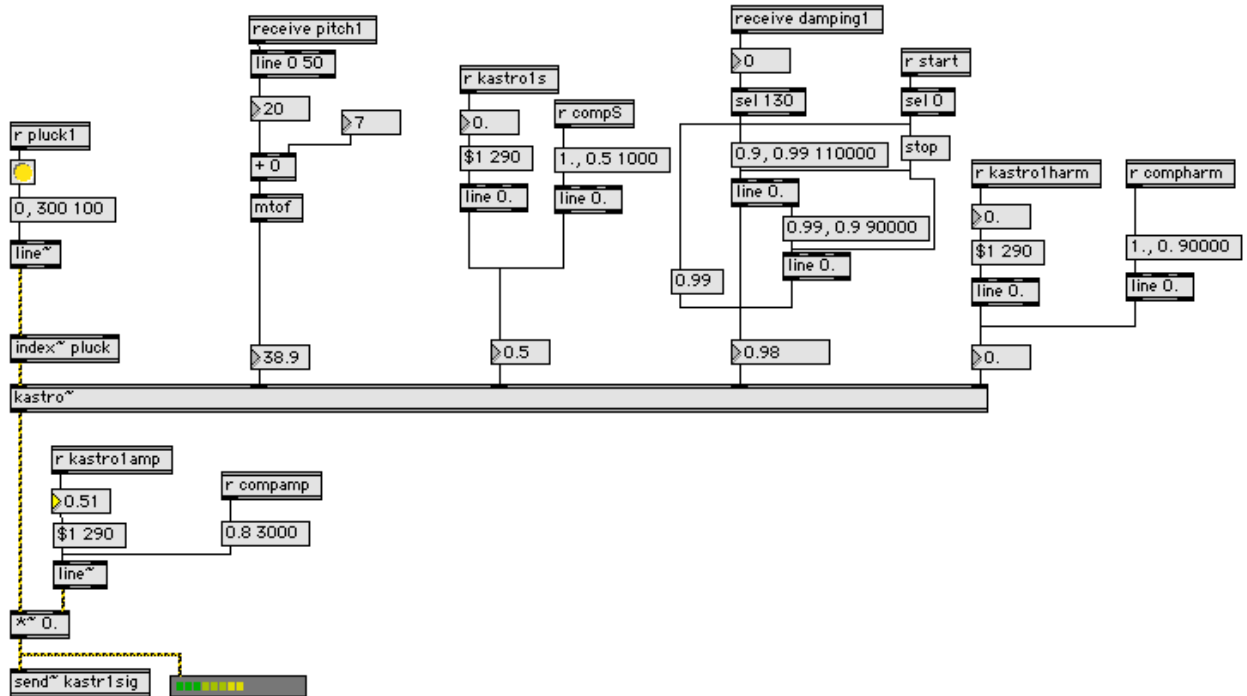 receive pitch1
receive damping1
line 0 50
0
r start
r kastro1s
20
sel 130
sel 0
r compS
7
0.
r pluck1
stop
$1 290
1., 0.5 1000
0.9, 0.99 110000
+ 0
r kastro1harm
r compharm
line 0.
line 0.
line 0.
mtof
0, 300 100
0.
0.99, 0.9 90000
line~
$1 290
1., 0. 90000
line 0.
0.99
line 0.
line 0.
index~ pluck
38.9
0.5
0.98
0.
kastro~
r kastro1amp
r compamp
0.51
$1 290
0.8 3000
line~
*~ 0.
send~ kastr1sig